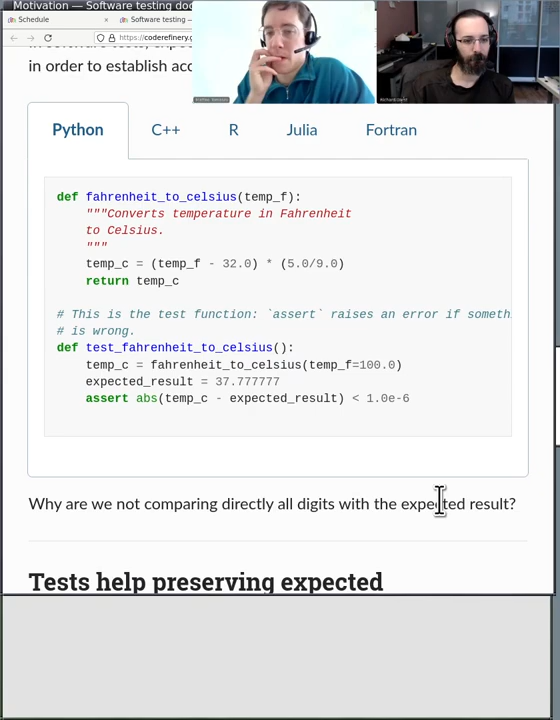 Motivation — Software testing doc
Schedule × Software testing —
https://coderefinery.g
in order to establish acc
Python C++ R Julia Fortran
def fahrenheit_to_celsius(temp_f):
"""Converts temperature in Fahrenheit
to Celsius.
"""
temp_c = (temp_f - 32.0) * (5.0/9.0)
return temp_c
# This is the test function: `assert` raises an error if someth
# is wrong.
def test_fahrenheit_to_celsius():
temp_c = fahrenheit_to_celsius(temp_f=100.0)
expected_result = 37.777777
assert abs(temp_c - expected_result) < 1.0e-6
Why are we not comparing directly all digits with the expected result?
Tests help preserving expected